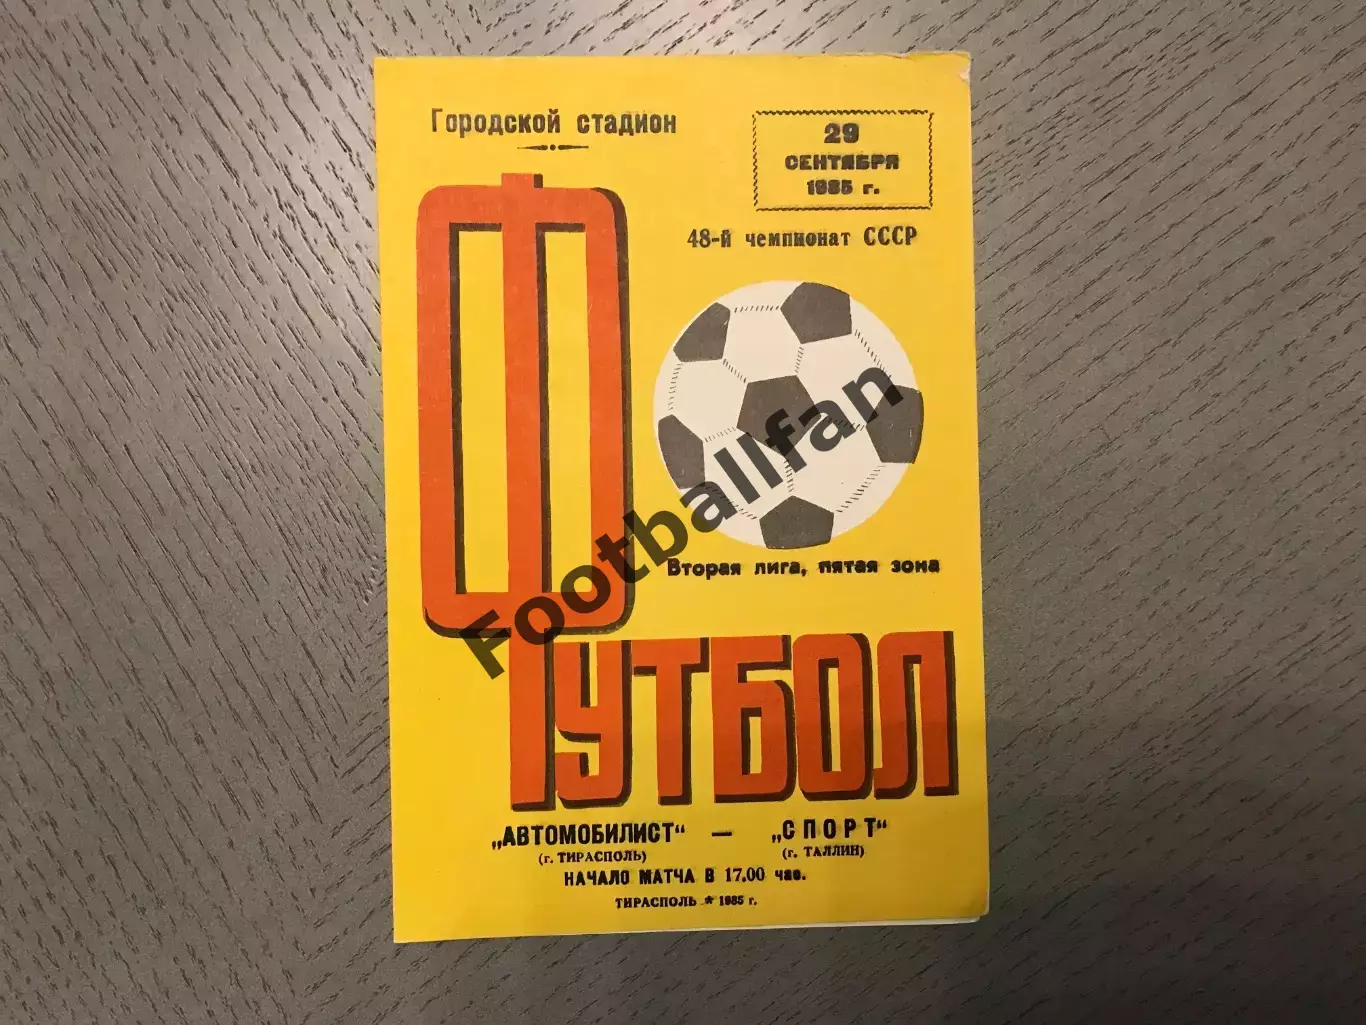 Городской стадион
29
СЕНТЯБРЯ
1985 г.
48-й чемпионат СССР
Вторая лига, пятая зона
ФУТБОЛ
„АВТОМОБИЛИСТ“ — „СПОРТ“
(г. ТИРАСПОЛЬ) (г. ТАЛЛИН)
НАЧАЛО МАТЧА В 17.00 час.
ТИРАСПОЛЬ * 1985 г.
Footballfan